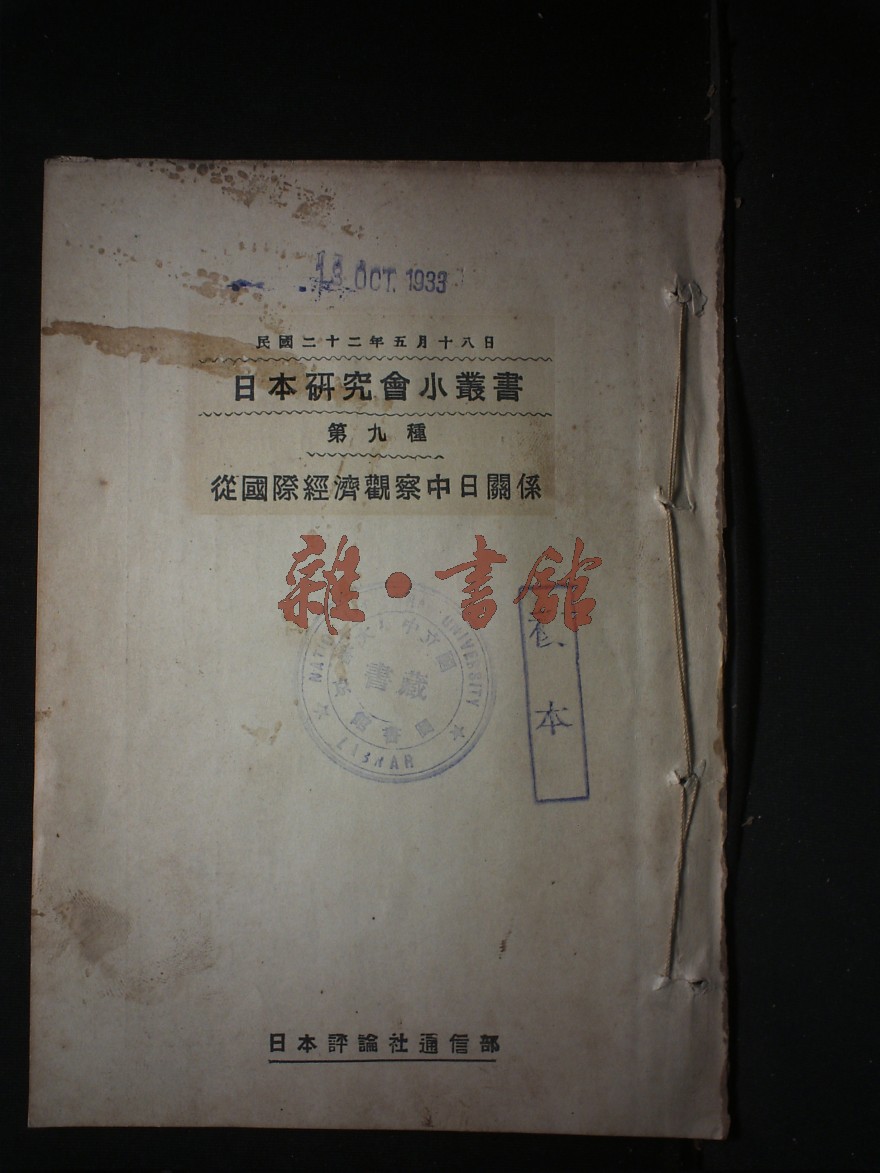 18 OCT. 1933
民國二十二年五月十八日
日本研究會小叢書
第九種
從國際經濟觀察中日關係
雜·書館
NATIONAL
UNIVERSITY
書藏
本
日本評論社通信部